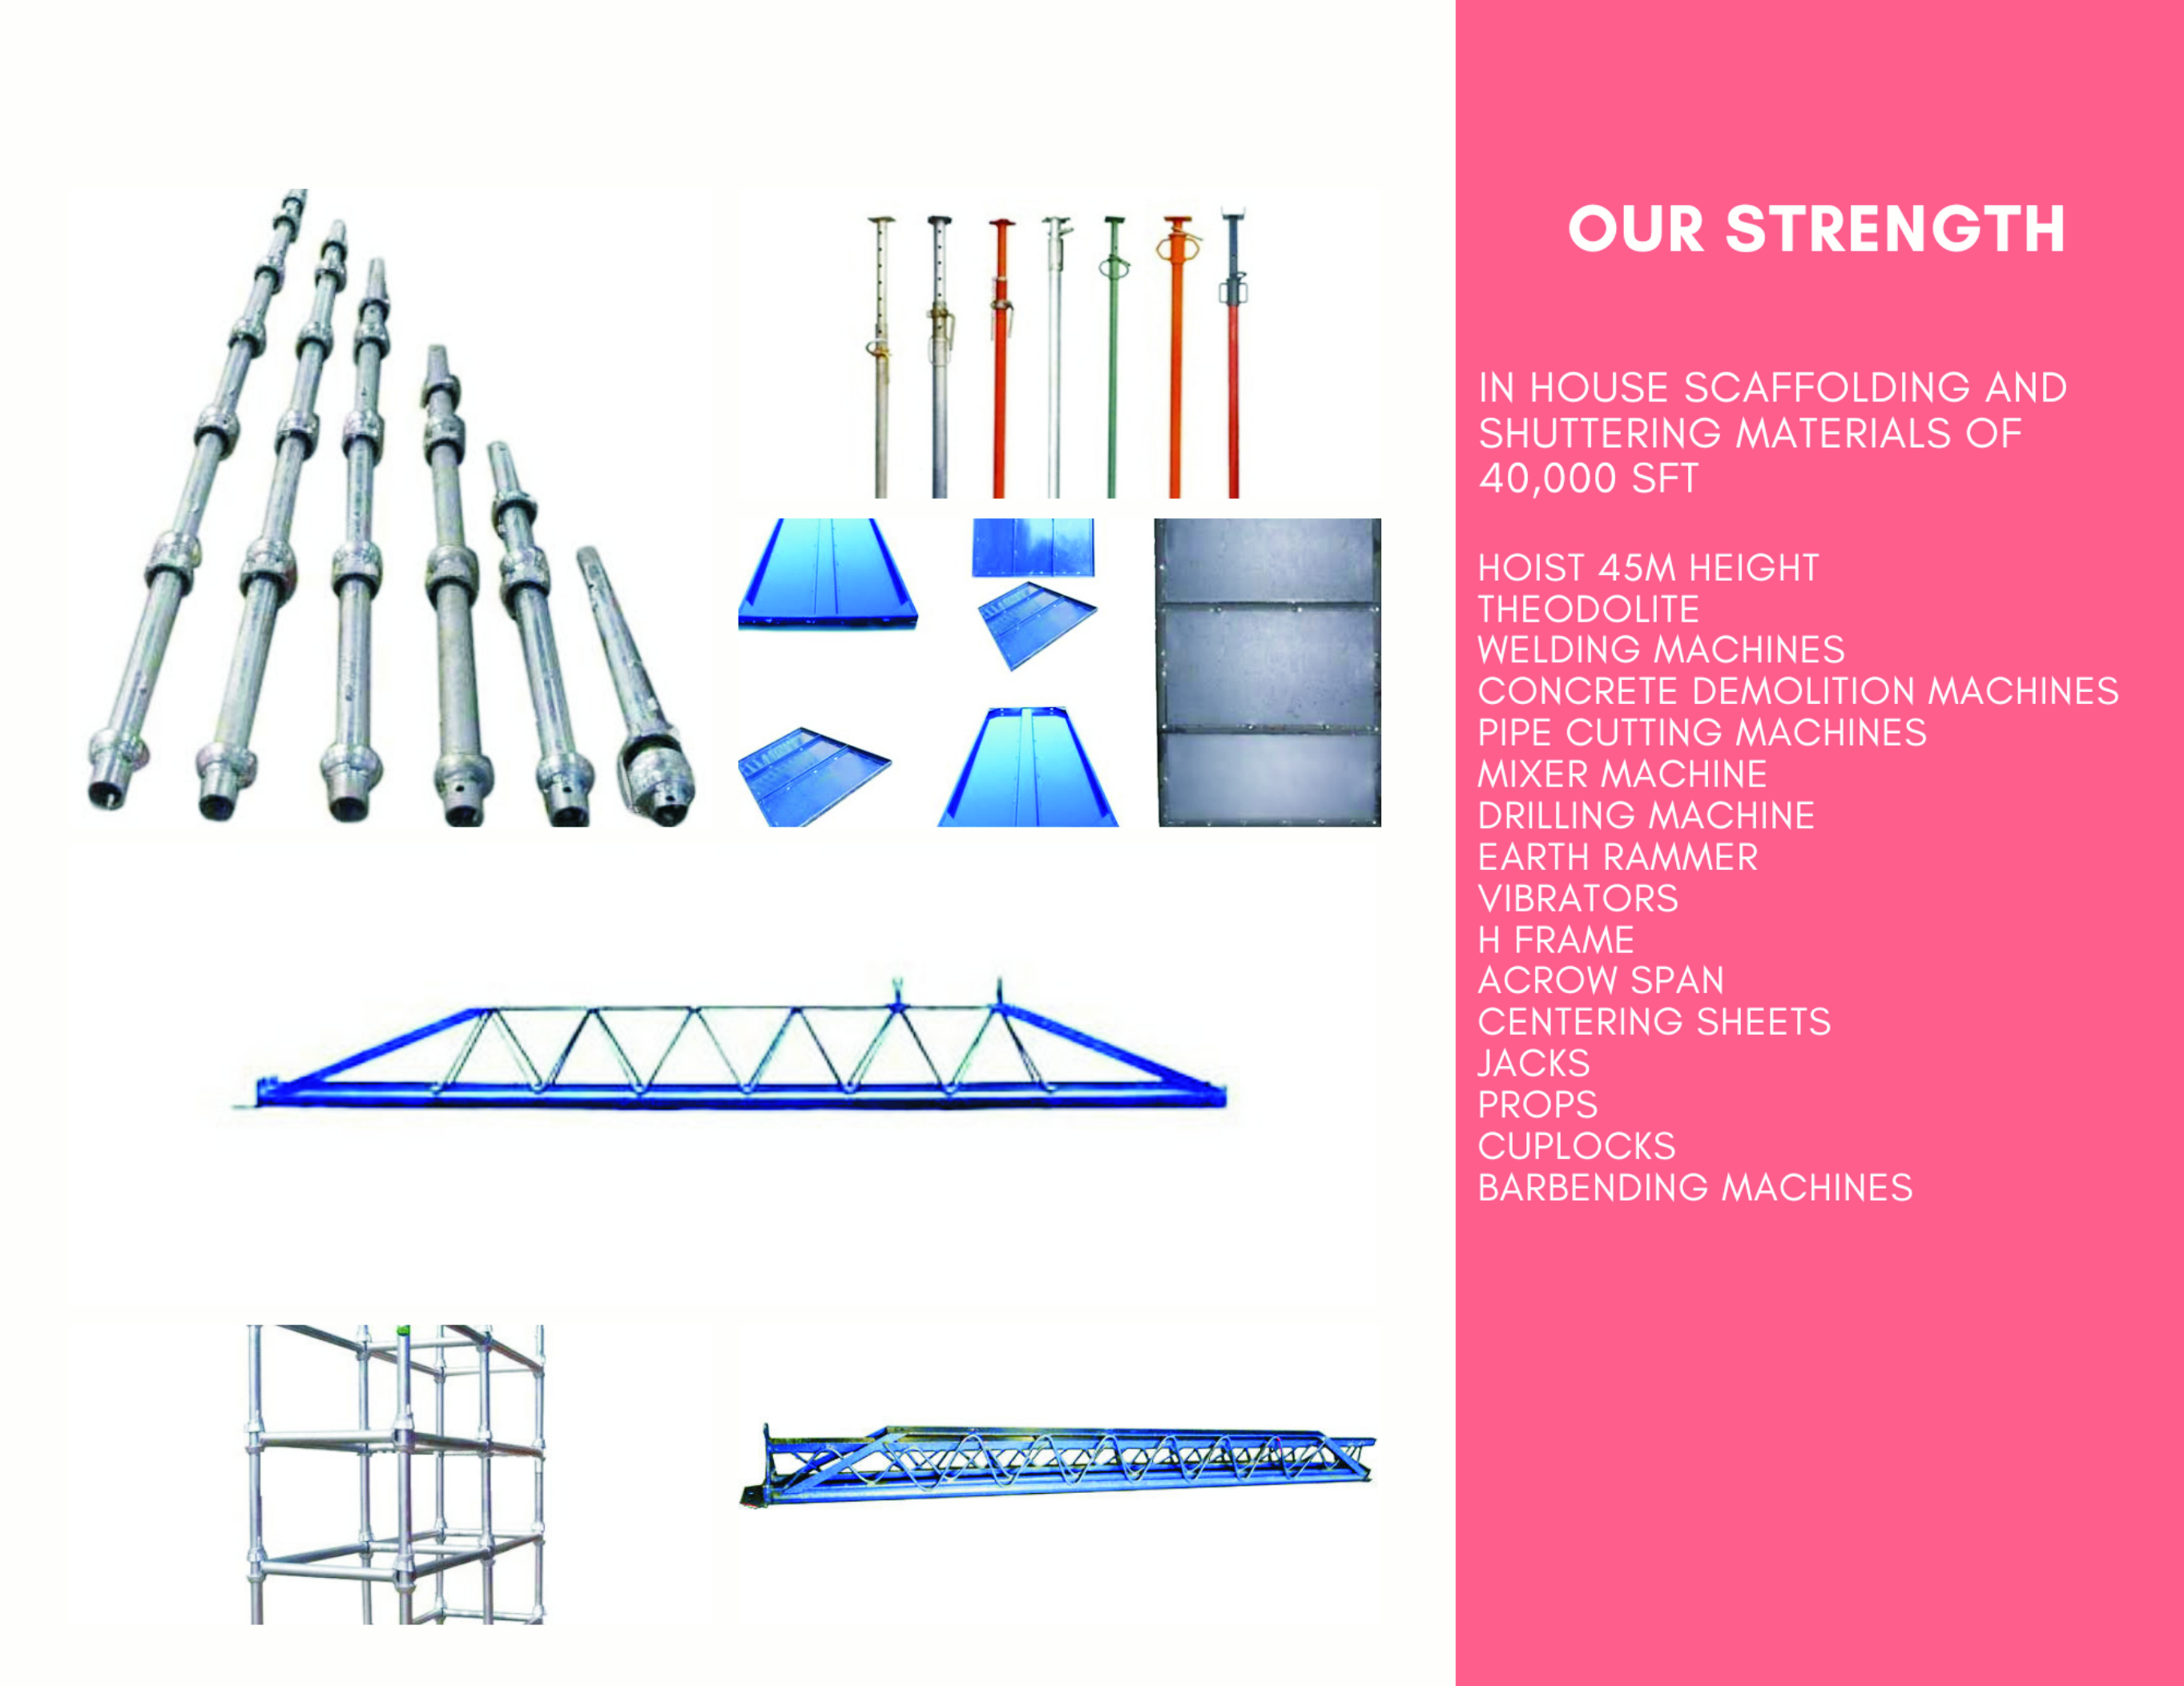 OUR STRENGTH
IN HOUSE SCAFFOLDING AND
SHUTTERING MATERIALS OF
40,000 SFT
HOIST 45M HEIGHT
THEODOLITE
WELDING MACHINES
CONCRETE DEMOLITION MACHINES
PIPE CUTTING MACHINES
MIXER MACHINE
DRILLING MACHINE
EARTH RAMMER
VIBRATORS
H FRAME
ACROW SPAN
CENTERING SHEETS
JACKS
PROPS
CUPLOCKS
BARBENDING MACHINES